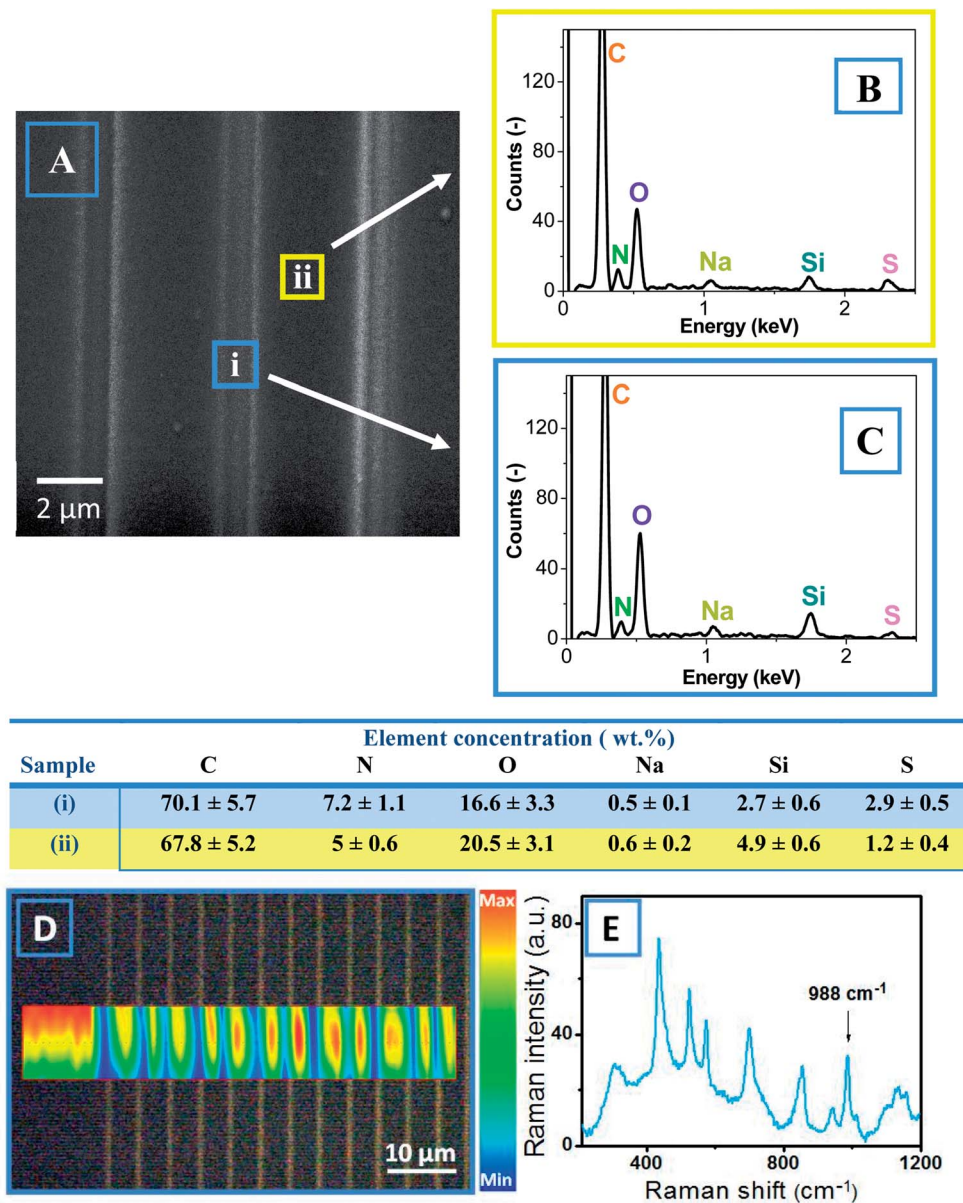 A
ii
i
2 μm
B
C
N
O
Na
Si
S
Counts (-)
120
80
40
0
0
1
2
Energy (keV)
C
C
N
O
Na
Si
S
Counts (-)
120
80
40
0
0
1
2
Energy (keV)
Element concentration ( wt.%)
Sample C N O Na Si S
(i) 70.1 ± 5.7 7.2 ± 1.1 16.6 ± 3.3 0.5 ± 0.1 2.7 ± 0.6 2.9 ± 0.5
(ii) 67.8 ± 5.2 5 ± 0.6 20.5 ± 3.1 0.6 ± 0.2 4.9 ± 0.6 1.2 ± 0.4
D
10 μm
Max
Min
E
988 cm⁻¹
Raman intensity (a.u.)
80
40
0
400 800 1200
Raman shift (cm⁻¹)